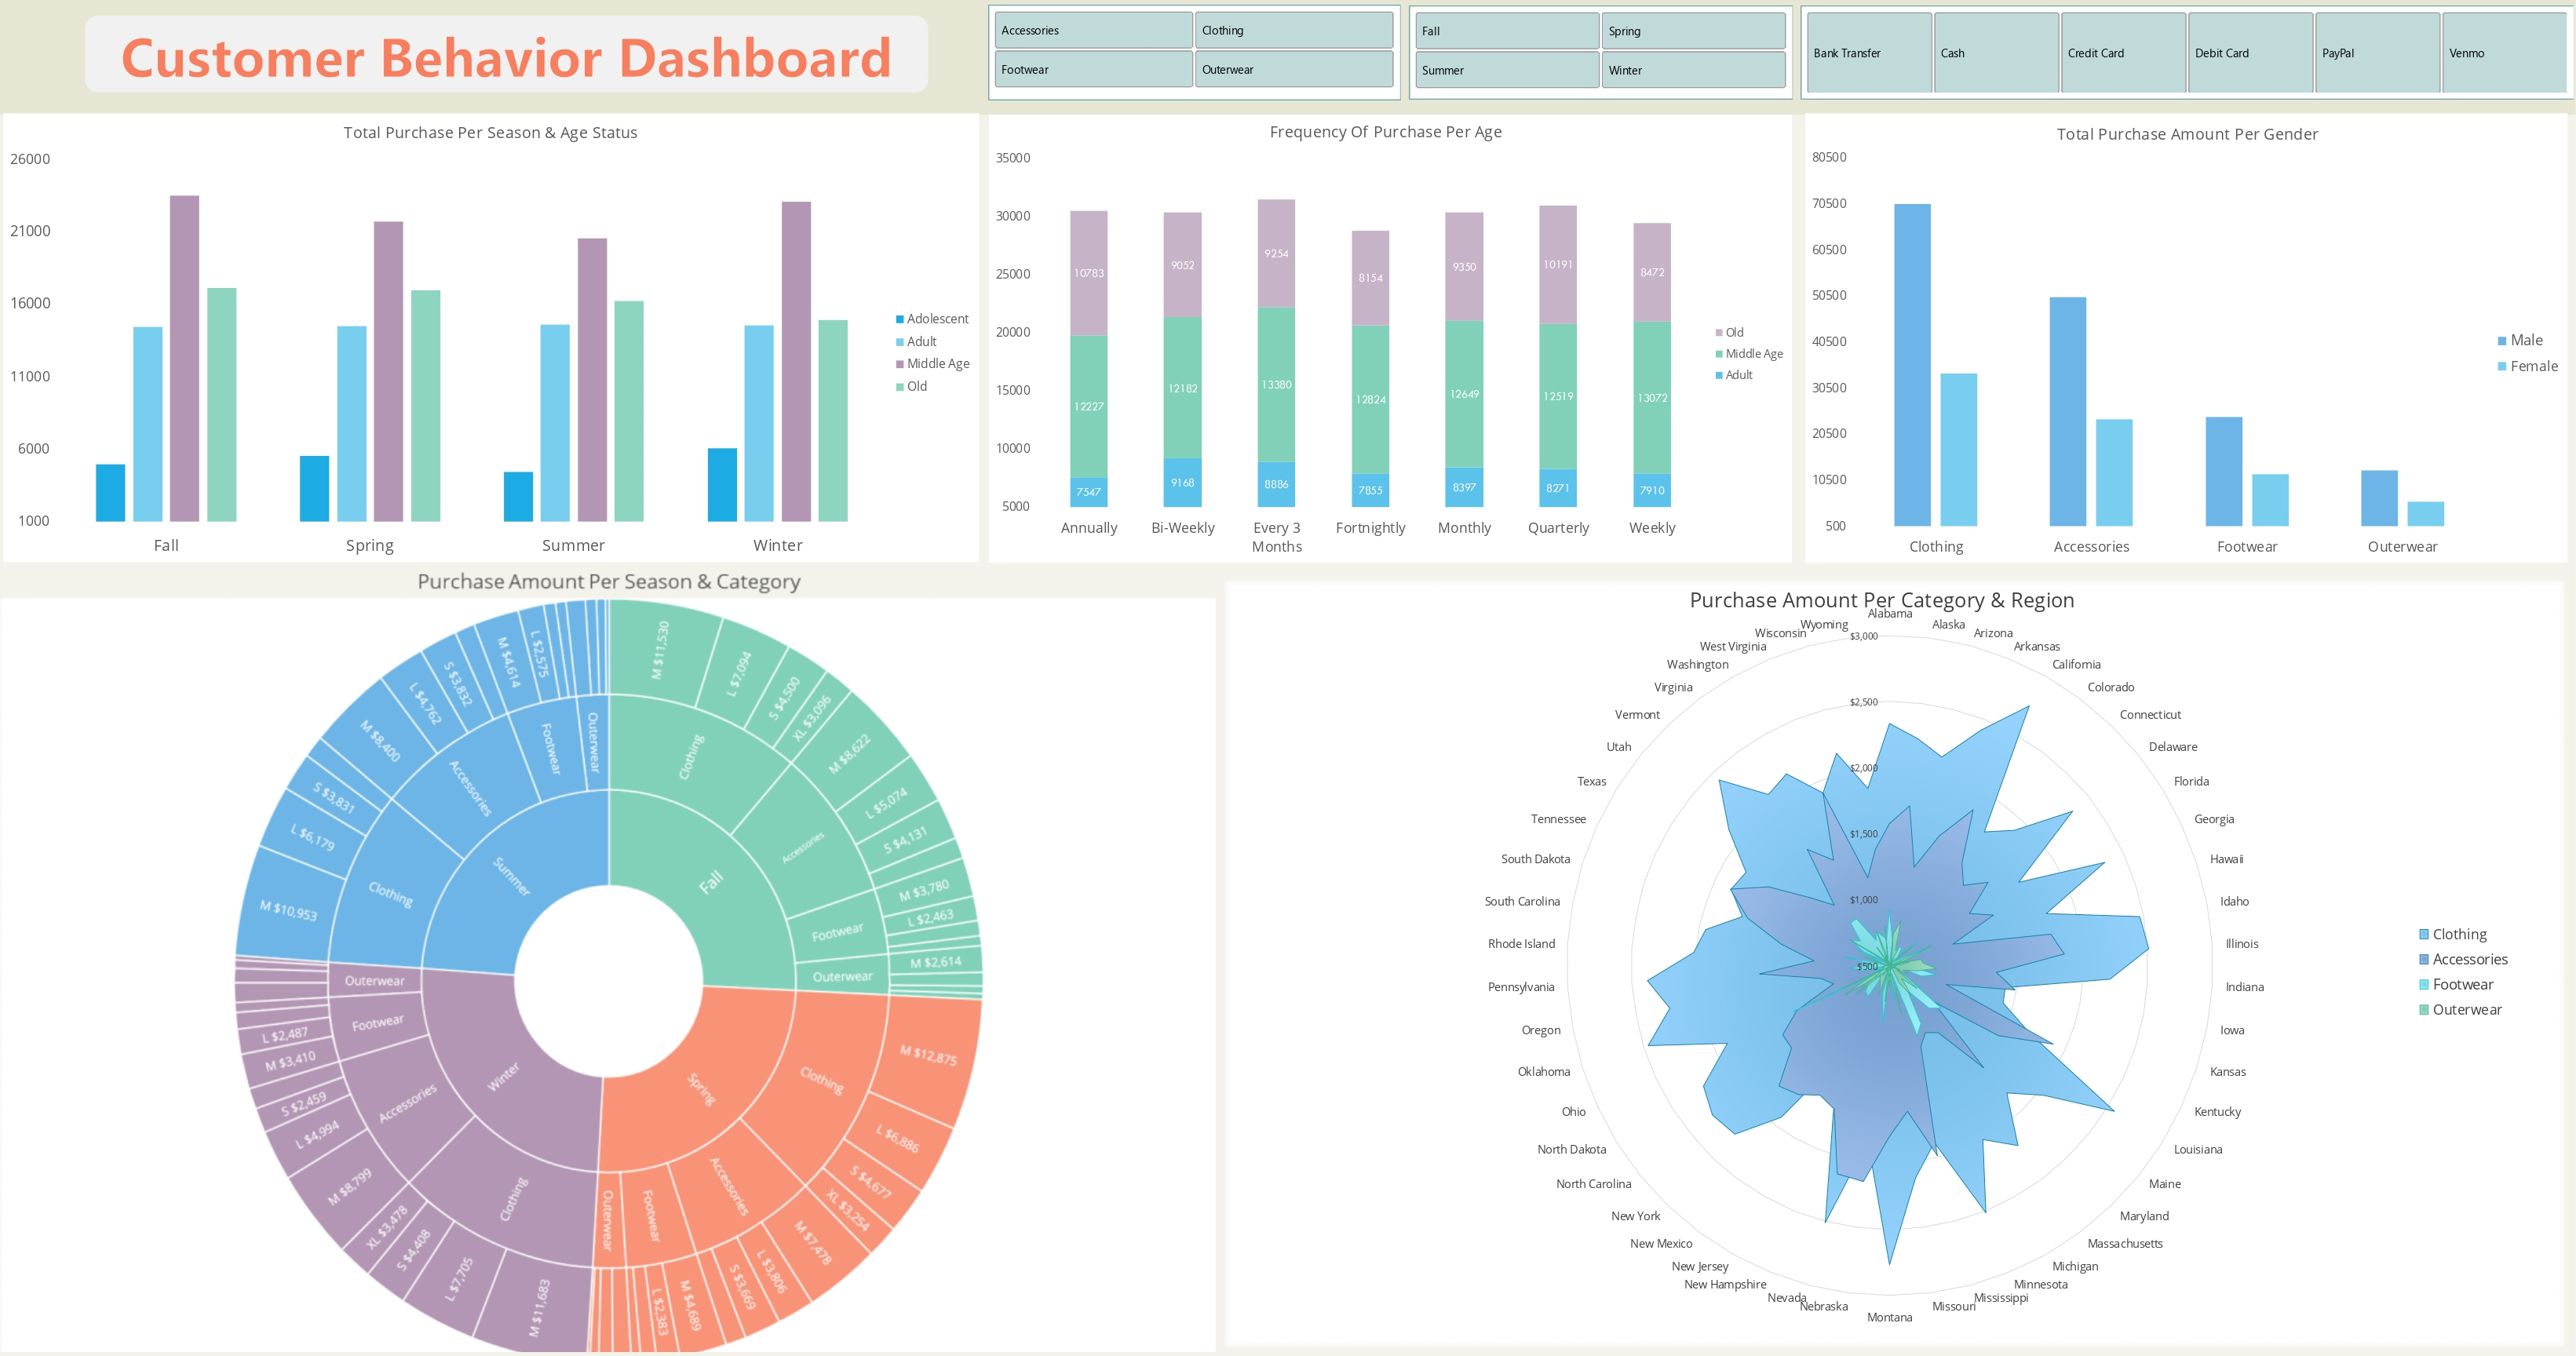 Customer Behavior Dashboard
Accessories
Clothing
Footwear
Outerwear
Fall
Spring
Summer
Winter
Bank Transfer
Cash
Credit Card
Debit Card
PayPal
Venmo
Total Purchase Per Season & Age Status
26000
21000
16000
11000
6000
1000
Fall
Spring
Summer
Winter
Adolescent
Adult
Middle Age
Old
Frequency Of Purchase Per Age
35000
30000
25000
20000
15000
10000
5000
10783
9052
9254
8154
9350
10191
8472
12227
12182
13380
12824
12649
12519
13072
7547
9168
8886
7855
8397
8271
7910
Annually
Bi-Weekly
Every 3
Months
Fortnightly
Monthly
Quarterly
Weekly
Old
Middle Age
Adult
Total Purchase Amount Per Gender
80500
70500
60500
50500
40500
30500
20500
10500
500
Clothing
Accessories
Footwear
Outerwear
Male
Female
Purchase Amount Per Season & Category
Fall
Clothing
M $11,530
L $7,094
S $4,500
XL $3,096
Accessories
M $8,622
L $5,074
S $4,131
Footwear
M $3,780
L $2,463
Outerwear
M $2,614
Spring
Clothing
M $12,875
L $6,886
S $4,677
XL $3,254
Accessories
M $7,478
L $3,806
S $3,669
Footwear
M $4,689
L $2,383
Outerwear
Winter
Clothing
M $11,683
L $7,705
S $4,408
XL $3,478
Accessories
M $8,799
L $4,994
S $2,459
Footwear
M $3,410
L $2,487
Outerwear
Summer
Clothing
M $10,953
L $6,179
S $3,831
Accessories
M $8,400
L $4,762
S $3,832
Footwear
M $4,614
L $2,575
Outerwear
Purchase Amount Per Category & Region
$3,000
$2,500
$2,000
$1,500
$1,000
$500
Alabama
Alaska
Arizona
Arkansas
California
Colorado
Connecticut
Delaware
Florida
Georgia
Hawaii
Idaho
Illinois
Indiana
Iowa
Kansas
Kentucky
Louisiana
Maine
Maryland
Massachusetts
Michigan
Minnesota
Mississippi
Missouri
Montana
Nebraska
Nevada
New Hampshire
New Jersey
New Mexico
New York
North Carolina
North Dakota
Ohio
Oklahoma
Oregon
Pennsylvania
Rhode Island
South Carolina
South Dakota
Tennessee
Texas
Utah
Vermont
Virginia
Washington
West Virginia
Wisconsin
Wyoming
Clothing
Accessories
Footwear
Outerwear